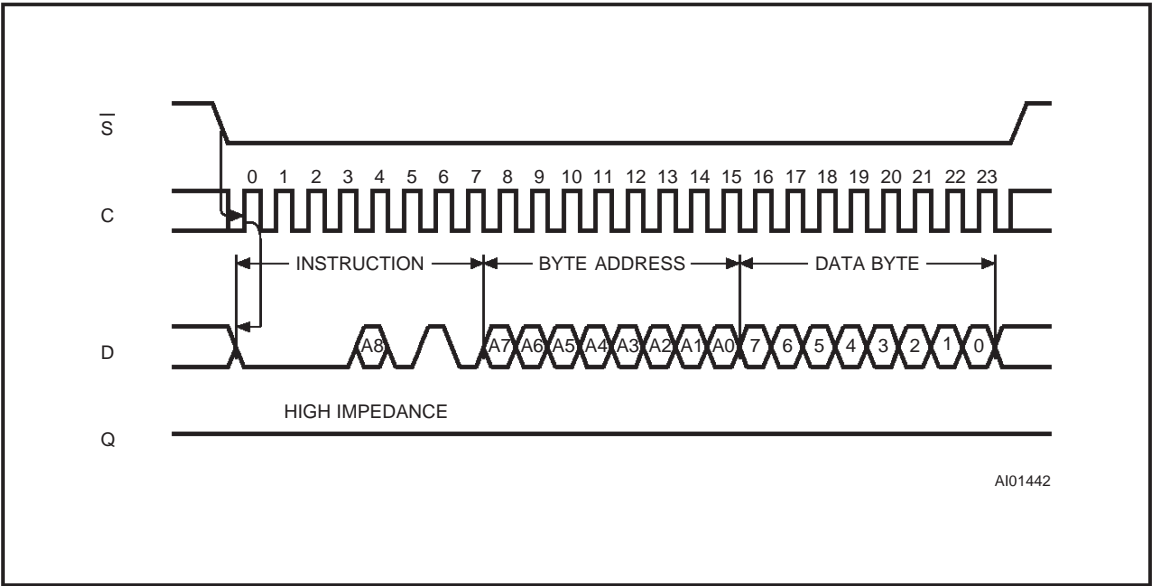 S
0 1 2 3 4 5 6 7 8 9 10 11 12 13 14 15 16 17 18 19 20 21 22 23
C
INSTRUCTION BYTE ADDRESS DATA BYTE
D A8 A7 A6 A5 A4 A3 A2 A1 A0 7 6 5 4 3 2 1 0
HIGH IMPEDANCE
Q
AI01442